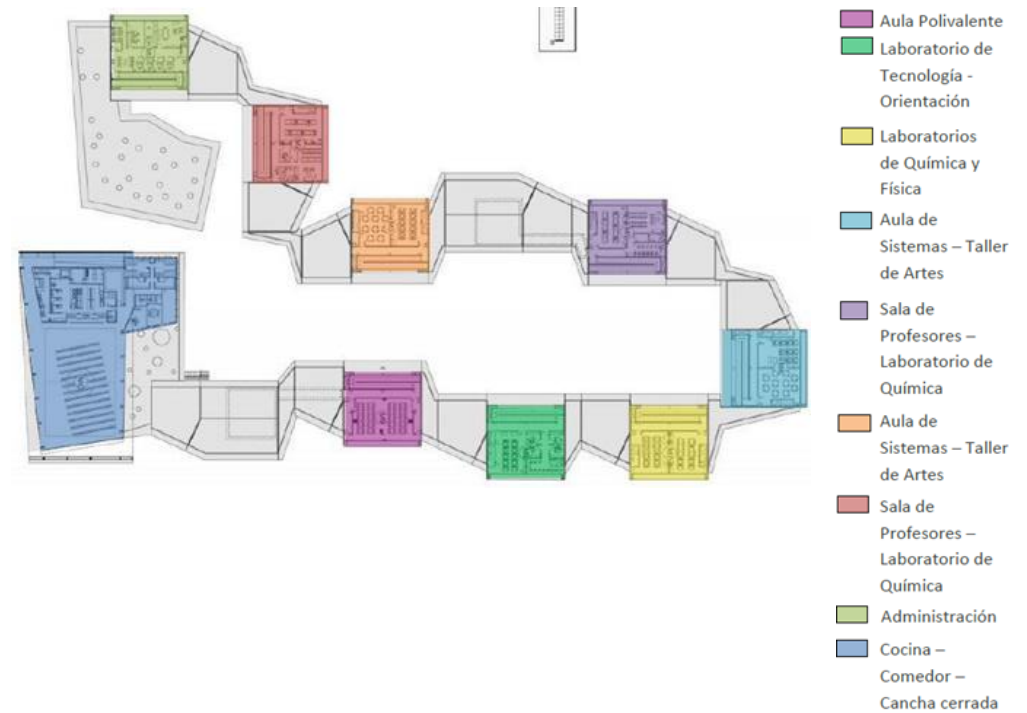 Aula Polivalente
Laboratorio de
Tecnología -
Orientación
Laboratorios
de Química y
Física
Aula de
Sistemas – Taller
de Artes
Sala de
Profesores –
Laboratorio de
Química
Aula de
Sistemas – Taller
de Artes
Sala de
Profesores –
Laboratorio de
Química
Administración
Cocina –
Comedor –
Cancha cerrada